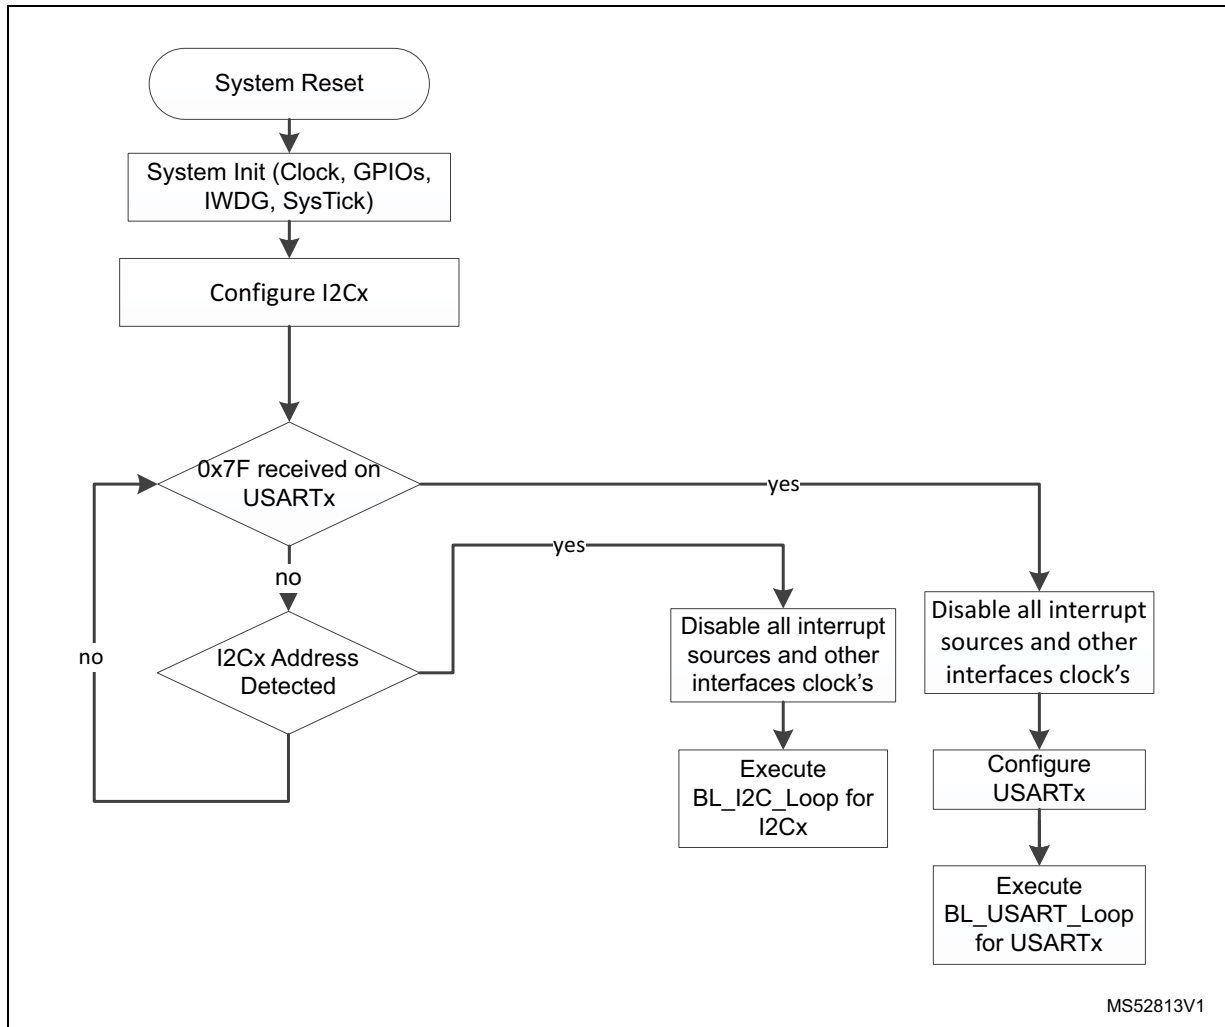 System Reset
System Init (Clock, GPIOs,
IWDG, SysTick)
Configure I2Cx
0x7F received on
USARTx
yes
no
yes
I2Cx Address
Detected
no
Disable all interrupt
sources and other
interfaces clock's
Disable all interrupt
sources and other
interfaces clock's
Execute
BL_I2C_Loop for
I2Cx
Configure
USARTx
Execute
BL_USART_Loop
for USARTx
MS52813V1